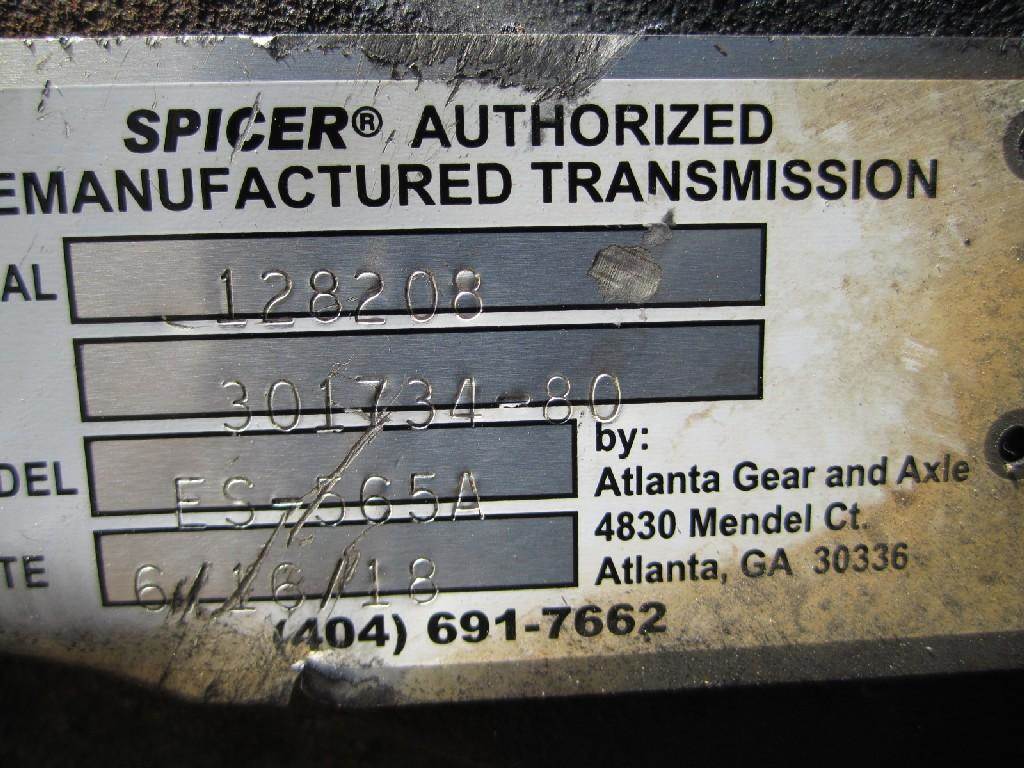 SPICER® AUTHORIZED
EMANUFACTURED TRANSMISSION
AL 128208
301734-80
DEL ES-565A
TE 6/16/18
by:
Atlanta Gear and Axle
4830 Mendel Ct.
Atlanta, GA 30336
(404) 691-7662